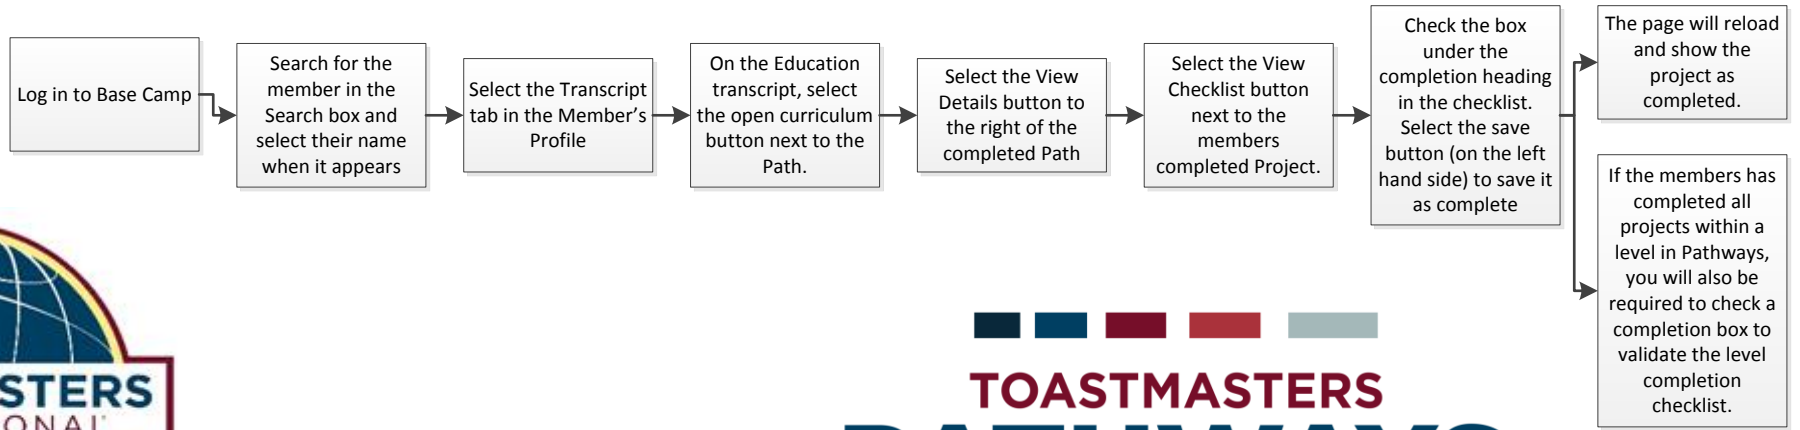 Log in to Base Camp
Search for the
member in the
Search box and
select their name
when it appears
Select the Transcript
tab in the Member's
Profile
On the Education
transcript, select
the open curriculum
button next to the
Path.
Select the View
Details button to
the right of the
completed Path
Select the View
Checklist button
next to the
members
completed Project.
Check the box
under the
completion heading
in the checklist.
Select the save
button (on the left
hand side) to save it
as complete
The page will reload
and show the
project as
completed.
If the members has
completed all
projects within a
level in Pathways,
you will also be
required to check a
completion box to
validate the level
completion
checklist.
STERS
ONAL
TOASTMASTERS
PATHWAYS